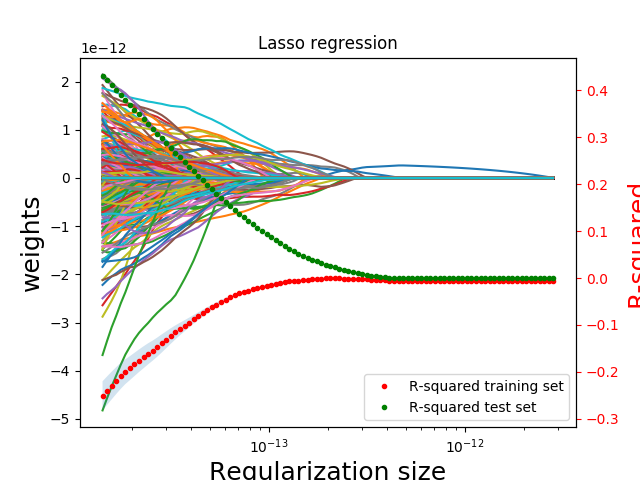 Lasso regression
1e−12
2
1
0
−1
−2
−3
−4
−5
weights
0.4
0.3
0.2
0.1
0.0
−0.1
−0.2
−0.3
R-squared
R-squared training set
R-squared test set
10−13
10−12
Regularization size